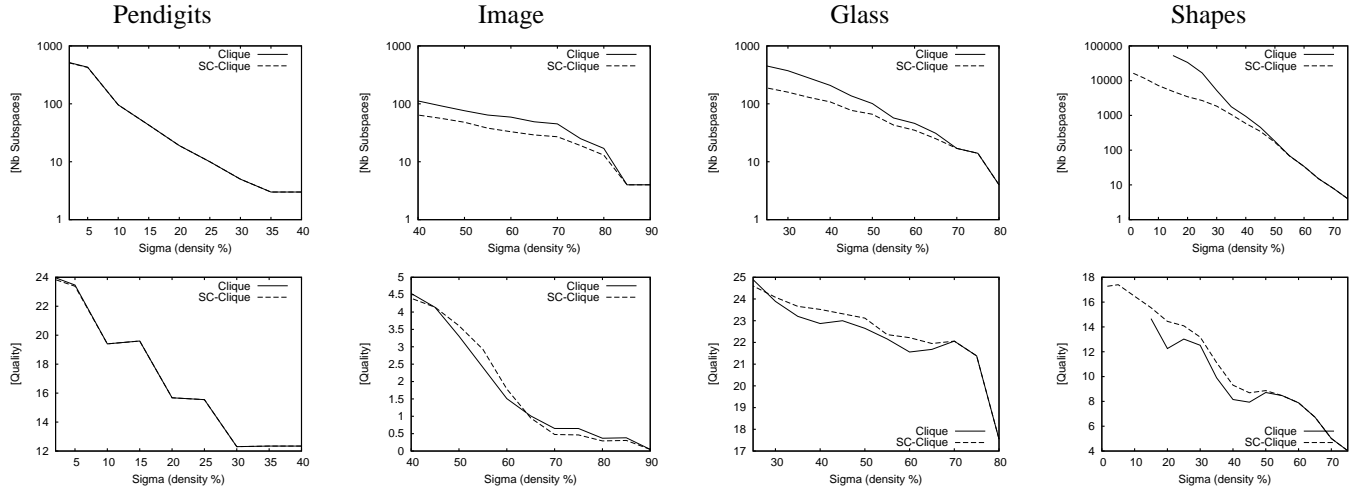 Pendigits
Image
Glass
Shapes
1000
100
10
1
[Nb Subspaces]
5 10 15 20 25 30 35 40
Sigma (density %)
Clique
SC-Clique
1000
100
10
1
[Nb Subspaces]
40 50 60 70 80 90
Sigma (density %)
Clique
SC-Clique
1000
100
10
1
[Nb Subspaces]
30 40 50 60 70 80
Sigma (density %)
Clique
SC-Clique
100000
10000
1000
100
10
1
[Nb Subspaces]
0 10 20 30 40 50 60 70
Sigma (density %)
Clique
SC-Clique
24
22
20
18
16
14
12
[Quality]
5 10 15 20 25 30 35 40
Sigma (density %)
Clique
SC-Clique
5
4.5
4
3.5
3
2.5
2
1.5
1
0.5
0
[Quality]
40 50 60 70 80 90
Sigma (density %)
Clique
SC-Clique
25
24
23
22
21
20
19
18
17
[Quality]
30 40 50 60 70 80
Sigma (density %)
Clique
SC-Clique
18
16
14
12
10
8
6
4
[Quality]
0 10 20 30 40 50 60 70
Sigma (density %)
Clique
SC-Clique